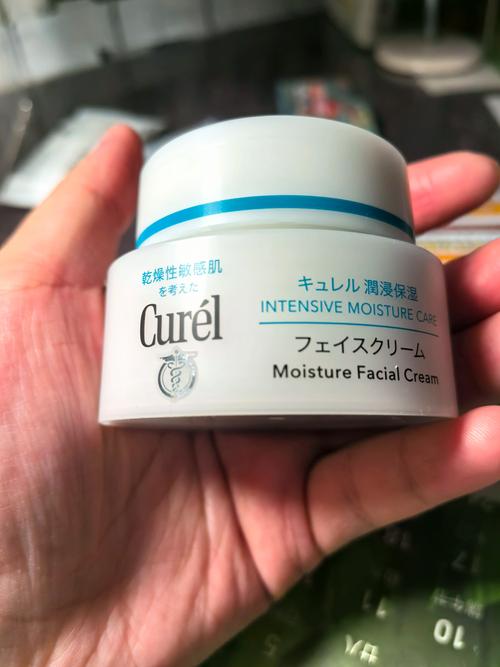 乾燥性敏感肌
を考えた
Curél
キュレル 潤浸保湿
INTENSIVE MOISTURE CARE
フェイスクリーム
Moisture Facial Cream
10